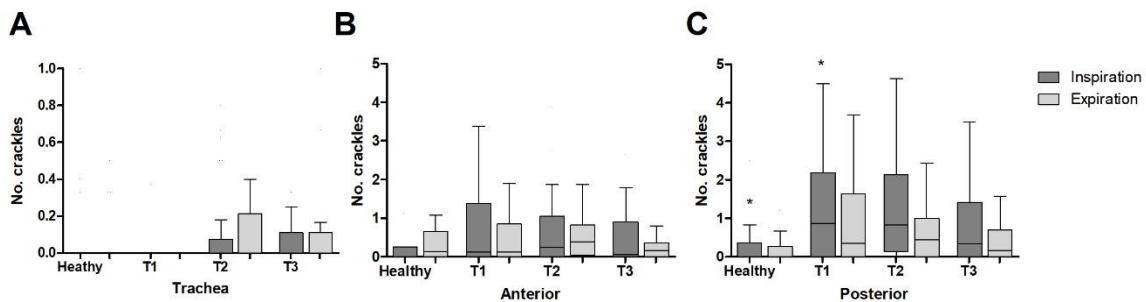 A
No. crackles
1.0
0.8
0.6
0.4
0.2
0.0
Heathy
T1
T2
T3
Trachea
B
No. crackles
5
4
3
2
1
0
Healthy
T1
T2
T3
Anterior
C
No. crackles
5
4
3
2
1
0
*
*
Healthy
T1
T2
T3
Posterior
Inspiration
Expiration